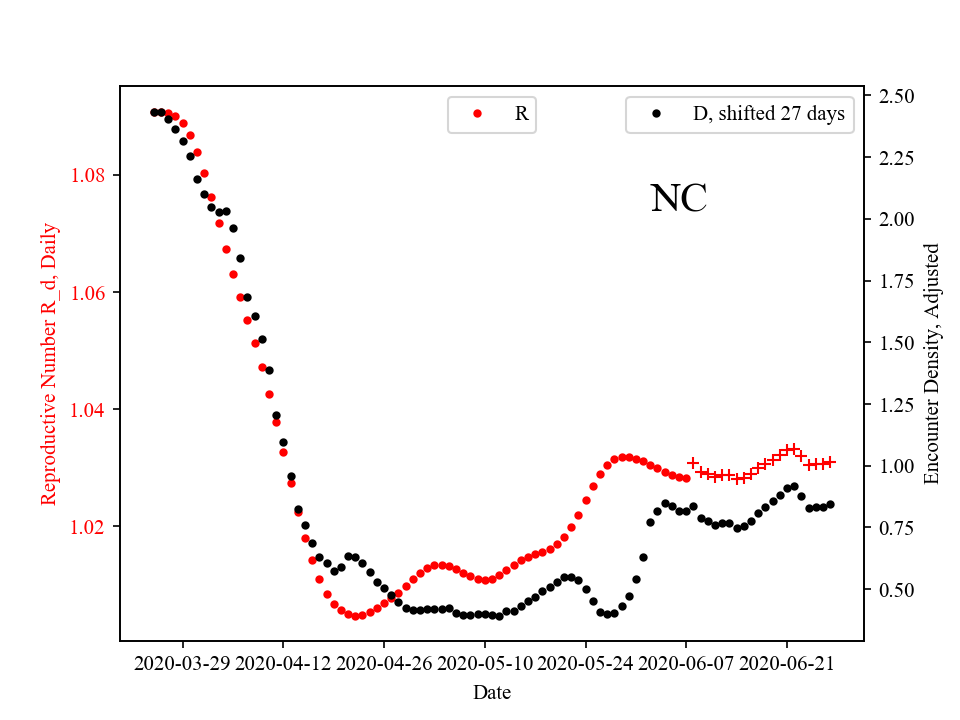 R
D, shifted 27 days
NC
Reproductive Number R_d, Daily
1.08
1.06
1.04
1.02
2.50
2.25
2.00
1.75
1.50
1.25
1.00
0.75
0.50
Encounter Density, Adjusted
2020-03-29 2020-04-12 2020-04-26 2020-05-10 2020-05-24 2020-06-07 2020-06-21
Date